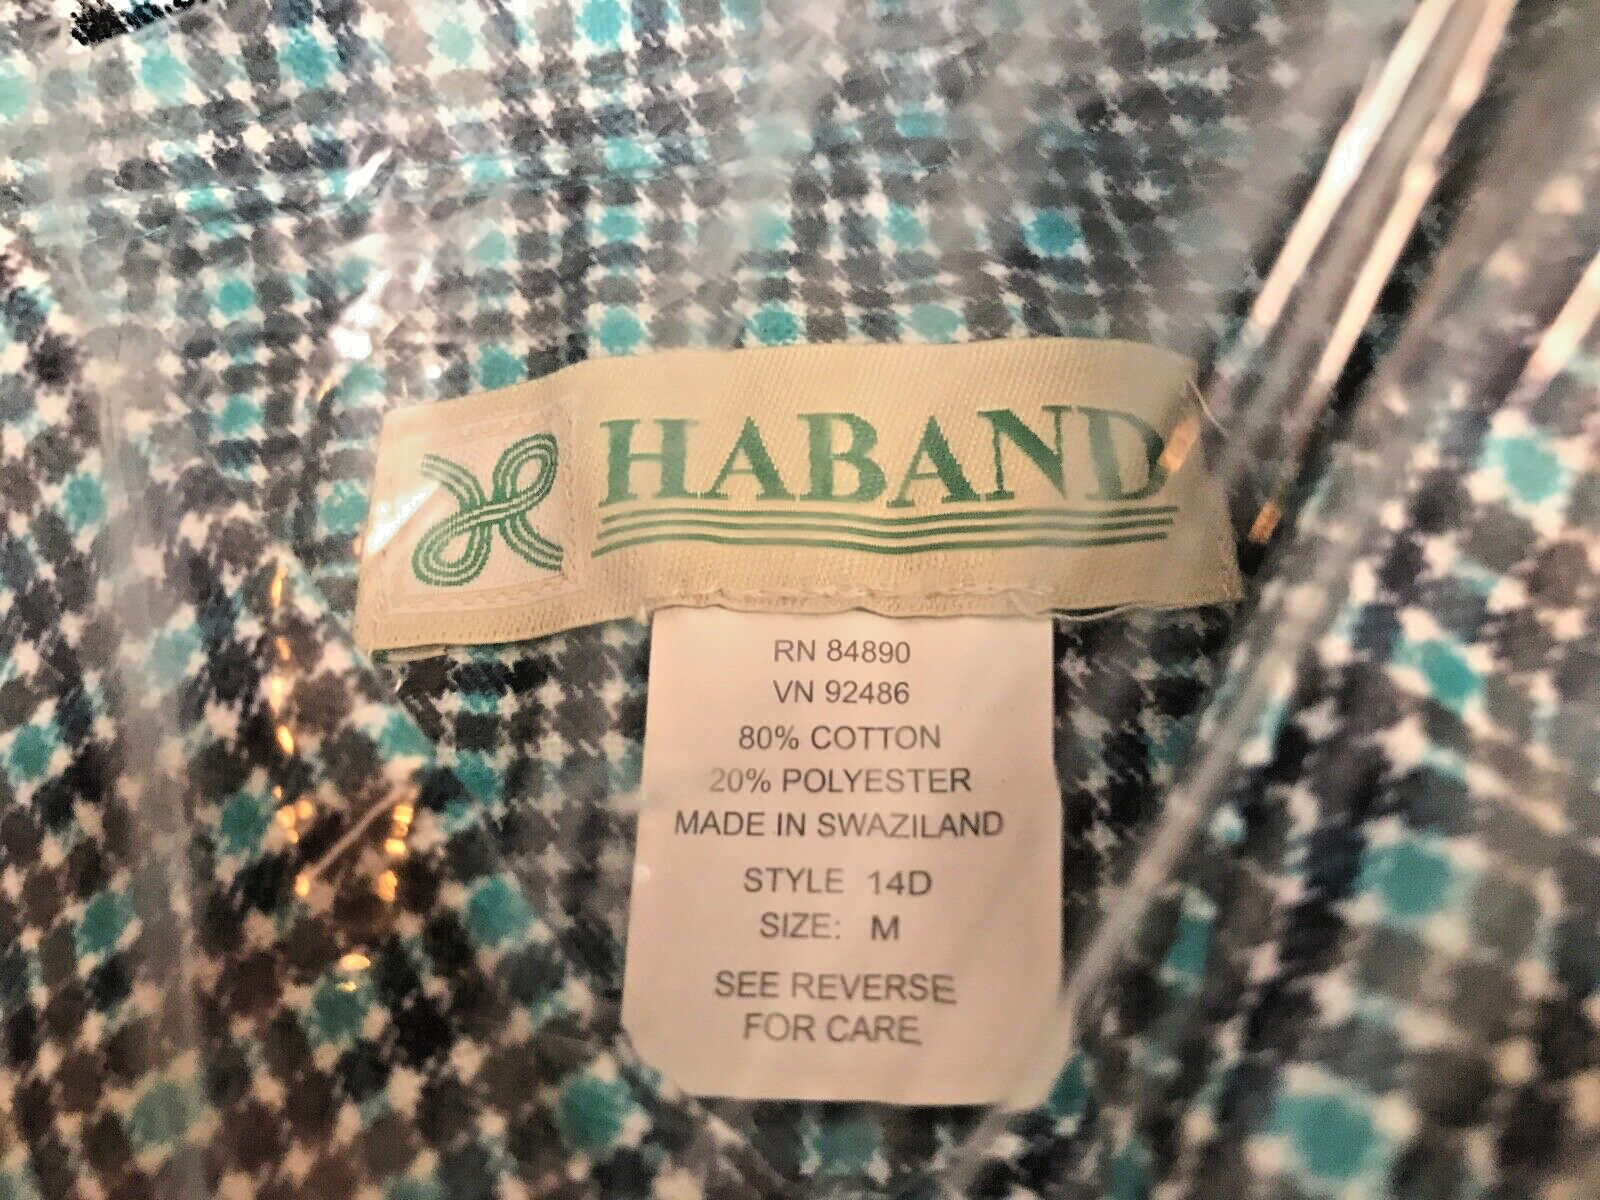 HABAND
RN 84890
VN 92486
80% COTTON
20% POLYESTER
MADE IN SWAZILAND
STYLE 14D
SIZE: M
SEE REVERSE
FOR CARE